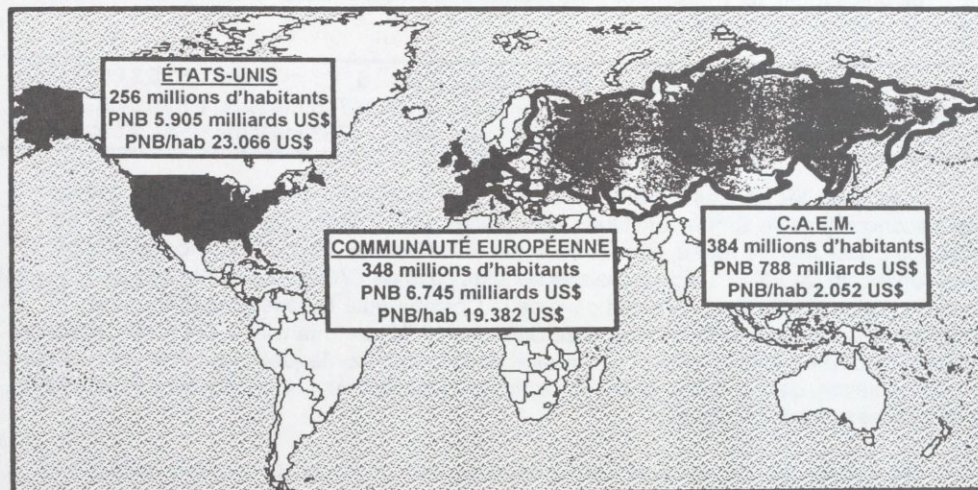 ÉTATS-UNIS
256 millions d'habitants
PNB 5.905 milliards US$
PNB/hab 23.066 US$
COMMUNAUTÉ EUROPÉENNE
348 millions d'habitants
PNB 6.745 milliards US$
PNB/hab 19.382 US$
C.A.E.M.
384 millions d'habitants
PNB 788 milliards US$
PNB/hab 2.052 US$